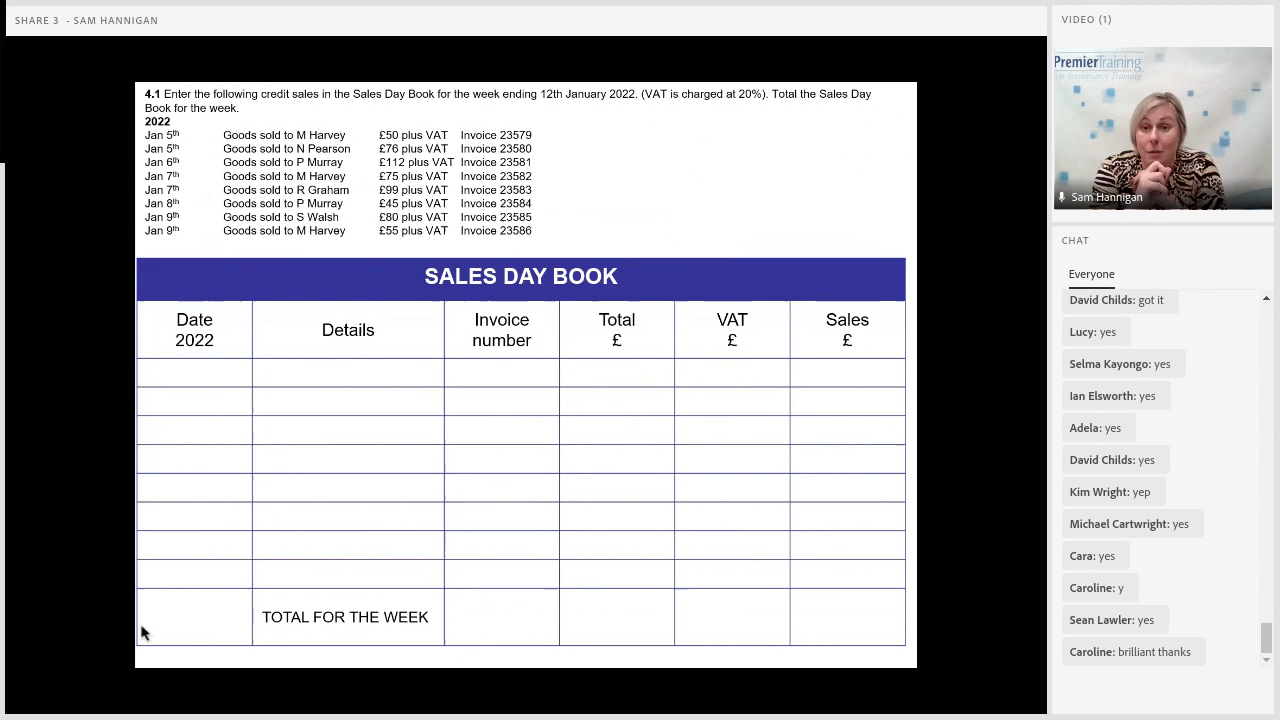 SHARE 3 - SAM HANNIGAN
4.1 Enter the following credit sales in the Sales Day Book for the week ending 12th January 2022. (VAT is charged at 20%). Total the Sales Day
Book for the week.
2022
Jan 5th Goods sold to M Harvey £50 plus VAT Invoice 23579
Jan 5th Goods sold to N Pearson £76 plus VAT Invoice 23580
Jan 6th Goods sold to P Murray £112 plus VAT Invoice 23581
Jan 7th Goods sold to M Harvey £75 plus VAT Invoice 23582
Jan 7th Goods sold to R Graham £99 plus VAT Invoice 23583
Jan 8th Goods sold to P Murray £45 plus VAT Invoice 23584
Jan 9th Goods sold to S Walsh £80 plus VAT Invoice 23585
Jan 9th Goods sold to M Harvey £55 plus VAT Invoice 23586
SALES DAY BOOK
Date 2022 Details Invoice number Total £ VAT £ Sales £
TOTAL FOR THE WEEK
VIDEO (1)
PremierTraining
Accountancy Training
Sam Hannigan
CHAT
Everyone
David Childs: got it
Lucy: yes
Selma Kayongo: yes
Ian Elsworth: yes
Adela: yes
David Childs: yes
Kim Wright: yep
Michael Cartwright: yes
Cara: yes
Caroline: y
Sean Lawler: yes
Caroline: brilliant thanks